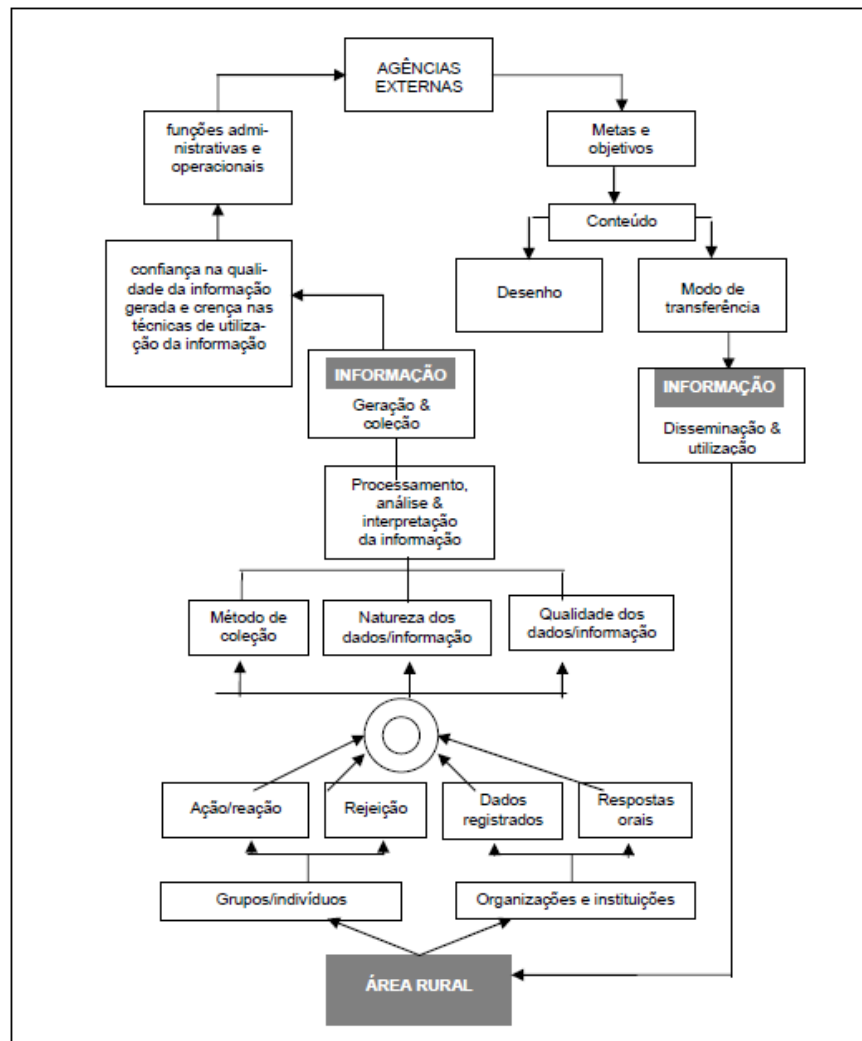 AGÊNCIAS
EXTERNAS
funções admi-
nistrativas e
operacionais
Metas e
objetivos
Conteúdo
confiança na quali-
dade da informação
gerada e crença nas
técnicas de utiliza-
ção da informação
Desenho
Modo de
transferência
INFORMAÇÃO
Geração &
coleção
INFORMAÇÃO
Disseminação &
utilização
Processamento,
análise &
interpretação
da informação
Método de
coleção
Natureza dos
dados/informação
Qualidade dos
dados/informação
Ação/reação
Rejeição
Dados
registrados
Respostas
orais
Grupos/indivíduos
Organizações e instituições
ÁREA RURAL